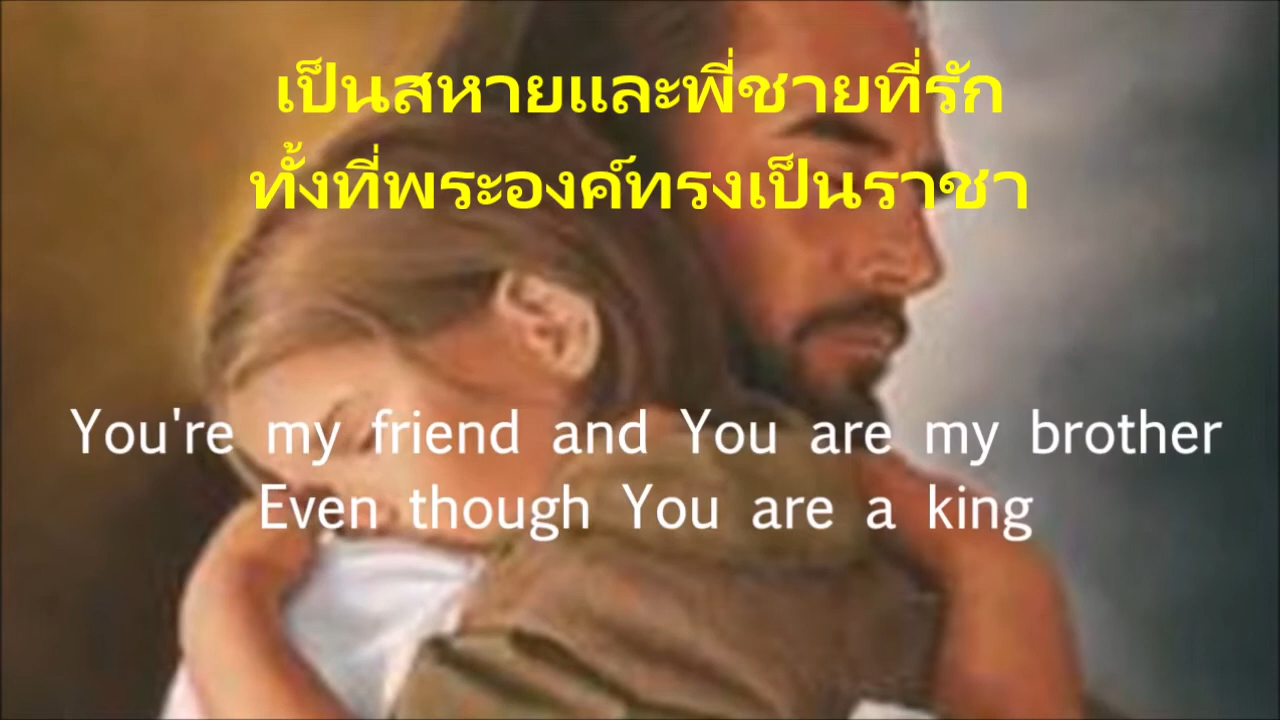 เป็นสหายและพี่ชายที่รัก
ทั้งที่พระองค์ทรงเป็นราชา
You're my friend and You are my brother
Even though You are a king